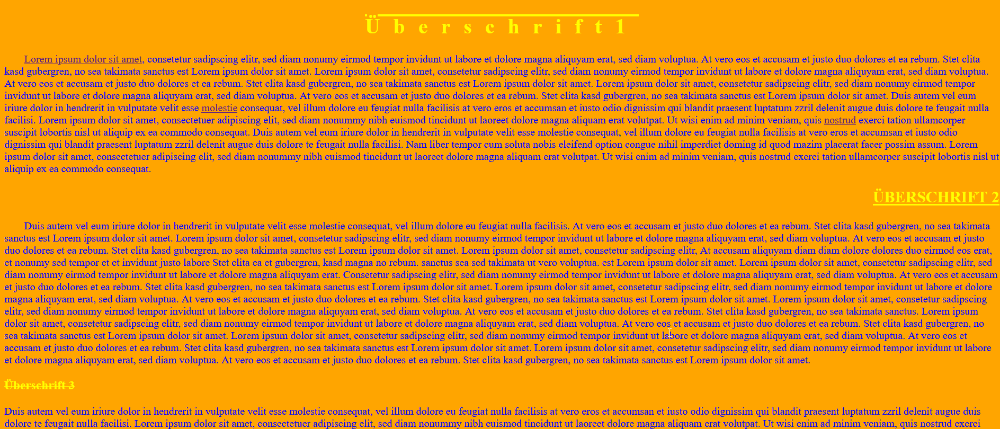 Überschrift1
Lorem ipsum dolor sit amet, consetetur sadipscing elitr, sed diam nonumy eirmod tempor invidunt ut labore et dolore magna aliquyam erat, sed diam voluptua. At vero eos et accusam et justo duo dolores et ea rebum. Stet clita
kasd gubergren, no sea takimata sanctus est Lorem ipsum dolor sit amet. Lorem ipsum dolor sit amet, consetetur sadipscing elitr, sed diam nonumy eirmod tempor invidunt ut labore et dolore magna aliquyam erat, sed diam voluptua.
At vero eos et accusam et justo duo dolores et ea rebum. Stet clita kasd gubergren, no sea takimata sanctus est Lorem ipsum dolor sit amet. Lorem ipsum dolor sit amet, consetetur sadipscing elitr, sed diam nonumy eirmod tempor
invidunt ut labore et dolore magna aliquyam erat, sed diam voluptua. At vero eos et accusam et justo duo dolores et ea rebum. Stet clita kasd gubergren, no sea takimata sanctus est Lorem ipsum dolor sit amet. Duis autem vel eum
iriure dolor in hendrerit in vulputate velit esse molestie consequat, vel illum dolore eu feugiat nulla facilisis at vero eros et accumsan et iusto odio dignissim qui blandit praesent luptatum zzril delenit augue duis dolore te feugait nulla
facilisi. Lorem ipsum dolor sit amet, consectetuer adipiscing elit, sed diam nonummy nibh euismod tincidunt ut laoreet dolore magna aliquam erat volutpat. Ut wisi enim ad minim veniam, quis nostrud exerci tation ullamcorper
suscipit lobortis nisl ut aliquip ex ea commodo consequat. Duis autem vel eum iriure dolor in hendrerit in vulputate velit esse molestie consequat, vel illum dolore eu feugiat nulla facilisis at vero eros et accumsan et iusto odio
dignissim qui blandit praesent luptatum zzril delenit augue duis dolore te feugait nulla facilisi. Nam liber tempor cum soluta nobis eleifend option congue nihil imperdiet doming id quod mazim placerat facer possim assum. Lorem
ipsum dolor sit amet, consectetuer adipiscing elit, sed diam nonummy nibh euismod tincidunt ut laoreet dolore magna aliquam erat volutpat. Ut wisi enim ad minim veniam, quis nostrud exerci tation ullamcorper suscipit lobortis nisl ut
aliquip ex ea commodo consequat.
ÜBERSCHRIFT 2
Duis autem vel eum iriure dolor in hendrerit in vulputate velit esse molestie consequat, vel illum dolore eu feugiat nulla facilisis. At vero eos et accusam et justo duo dolores et ea rebum. Stet clita kasd gubergren, no sea takimata
sanctus est Lorem ipsum dolor sit amet. Lorem ipsum dolor sit amet, consetetur sadipscing elitr, sed diam nonumy eirmod tempor invidunt ut labore et dolore magna aliquyam erat, sed diam voluptua. At vero eos et accusam et justo
duo dolores et ea rebum. Stet clita kasd gubergren, no sea takimata sanctus est Lorem ipsum dolor sit amet. Lorem ipsum dolor sit amet, consetetur sadipscing elitr, At accusam aliquyam diam diam dolore dolores duo eirmod eos erat,
et nonumy sed tempor et et invidunt justo labore Stet clita ea et gubergren, kasd magna no rebum. sanctus sea sed takimata ut vero voluptua. est Lorem ipsum dolor sit amet. Lorem ipsum dolor sit amet, consetetur sadipscing elitr, sed
diam nonumy eirmod tempor invidunt ut labore et dolore magna aliquyam erat. Consetetur sadipscing elitr, sed diam nonumy eirmod tempor invidunt ut labore et dolore magna aliquyam erat, sed diam voluptua. At vero eos et accusam
et justo duo dolores et ea rebum. Stet clita kasd gubergren, no sea takimata sanctus est Lorem ipsum dolor sit amet. Lorem ipsum dolor sit amet, consetetur sadipscing elitr, sed diam nonumy eirmod tempor invidunt ut labore et dolore
magna aliquyam erat, sed diam voluptua. At vero eos et accusam et justo duo dolores et ea rebum. Stet clita kasd gubergren, no sea takimata sanctus est Lorem ipsum dolor sit amet. Lorem ipsum dolor sit amet, consetetur sadipscing
elitr, sed diam nonumy eirmod tempor invidunt ut labore et dolore magna aliquyam erat, sed diam voluptua. At vero eos et accusam et justo duo dolores et ea rebum. Stet clita kasd gubergren, no sea takimata sanctus. Lorem ipsum
dolor sit amet, consetetur sadipscing elitr, sed diam nonumy eirmod tempor invidunt ut labore et dolore magna aliquyam erat, sed diam voluptua. At vero eos et accusam et justo duo dolores et ea rebum. Stet clita kasd gubergren, no
sea takimata sanctus est Lorem ipsum dolor sit amet. Lorem ipsum dolor sit amet, consetetur sadipscing elitr, sed diam nonumy eirmod tempor invidunt ut labore et dolore magna aliquyam erat, sed diam voluptua. At vero eos et
accusam et justo duo dolores et ea rebum. Stet clita kasd gubergren, no sea takimata sanctus est Lorem ipsum dolor sit amet. Lorem ipsum dolor sit amet, consetetur sadipscing elitr, sed diam nonumy eirmod tempor invidunt ut labore
et dolore magna aliquyam erat, sed diam voluptua. At vero eos et accusam et justo duo dolores et ea rebum. Stet clita kasd gubergren, no sea takimata sanctus est Lorem ipsum dolor sit amet.
Überschrift 3
Duis autem vel eum iriure dolor in hendrerit in vulputate velit esse molestie consequat, vel illum dolore eu feugiat nulla facilisis at vero eros et accumsan et iusto odio dignissim qui blandit praesent luptatum zzril delenit augue duis
dolore te feugait nulla facilisi. Lorem ipsum dolor sit amet, consectetuer adipiscing elit, sed diam nonummy nibh euismod tincidunt ut laoreet dolore magna aliquam erat volutpat. Ut wisi enim ad minim veniam, quis nostrud exerci